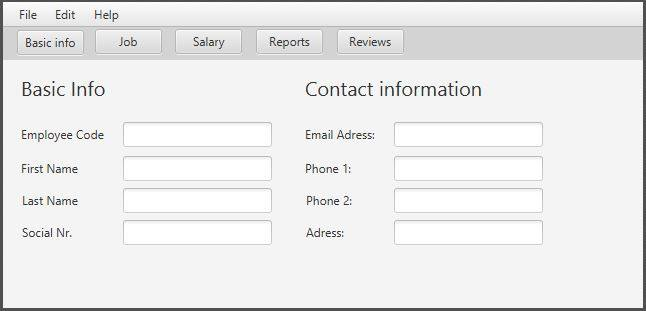 File Edit Help
Basic info Job Salary Reports Reviews
Basic Info
Employee Code
First Name
Last Name
Social Nr.
Contact information
Email Adress:
Phone 1:
Phone 2:
Adress: